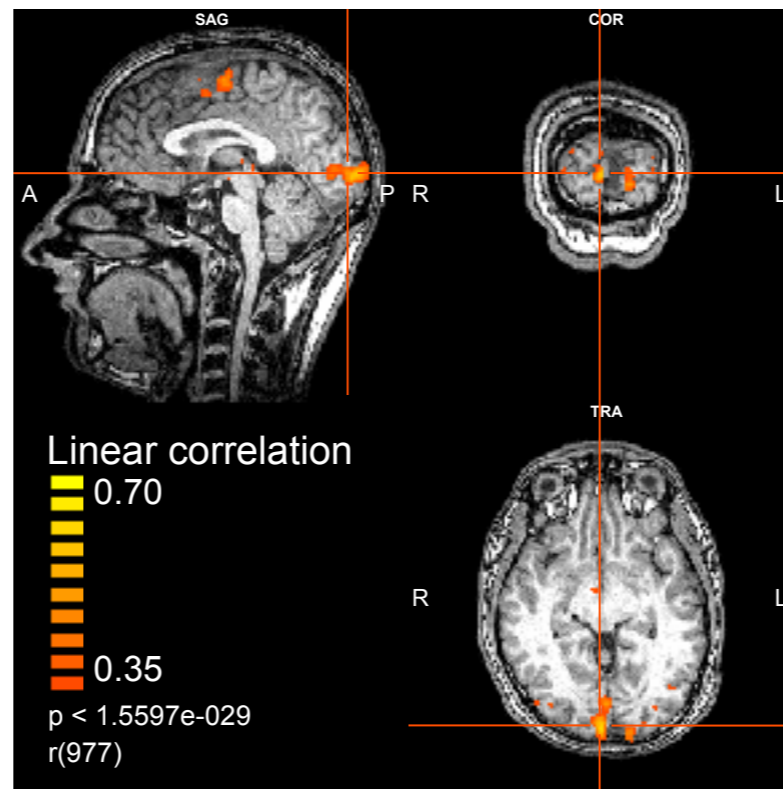 SAG
COR
A
P
R
L
TRA
Linear correlation
0.70
R
L
0.35
p < 1.5597e-029
r(977)